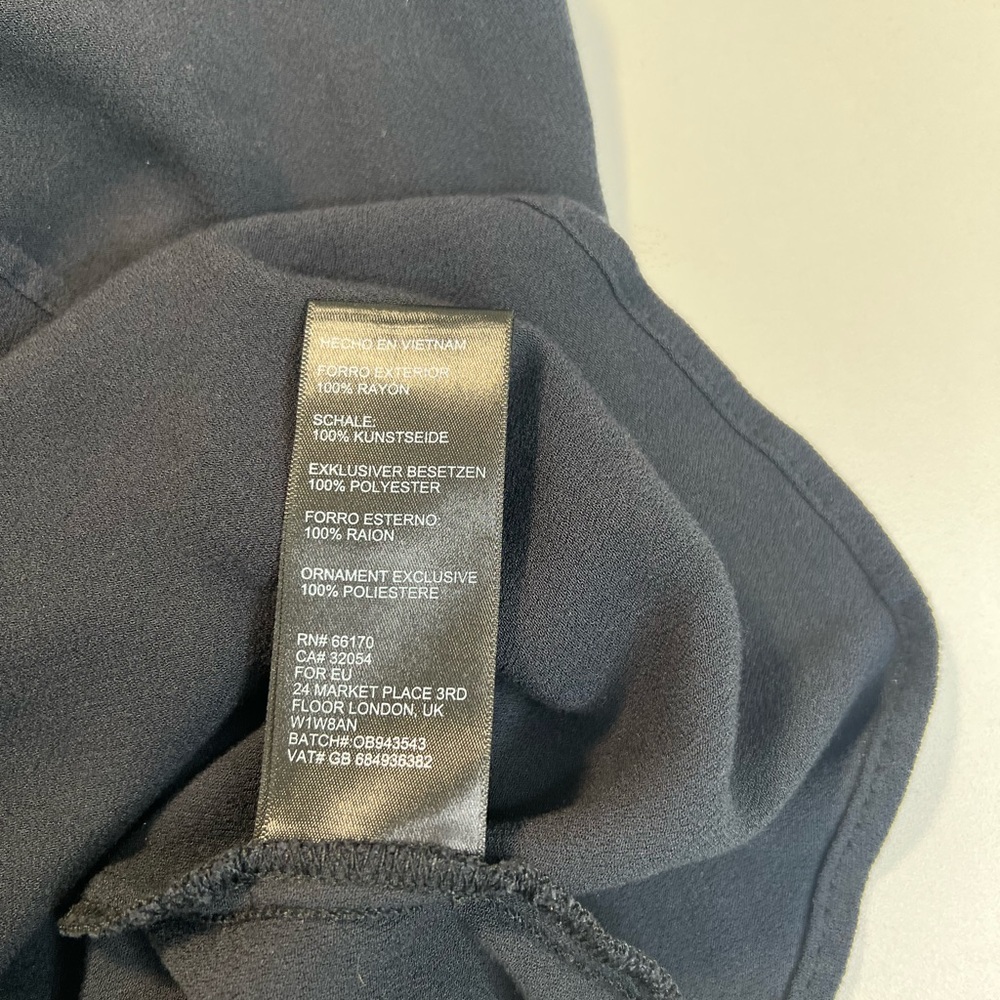 HECHO EN VIETNAM
FORRO EXTERIOR
100% RAYON
SCHALE:
100% KUNSTSEIDE
EXKLUSIVER BESETZEN
100% POLYESTER
FORRO ESTERNO:
100% RAION
ORNAMENT EXCLUSIVE
100% POLIESTERE
RN# 66170
CA# 32054
FOR EU
24 MARKET PLACE 3RD
FLOOR LONDON, UK
W1W8AN
BATCH#:OB943543
VAT# GB 684936382